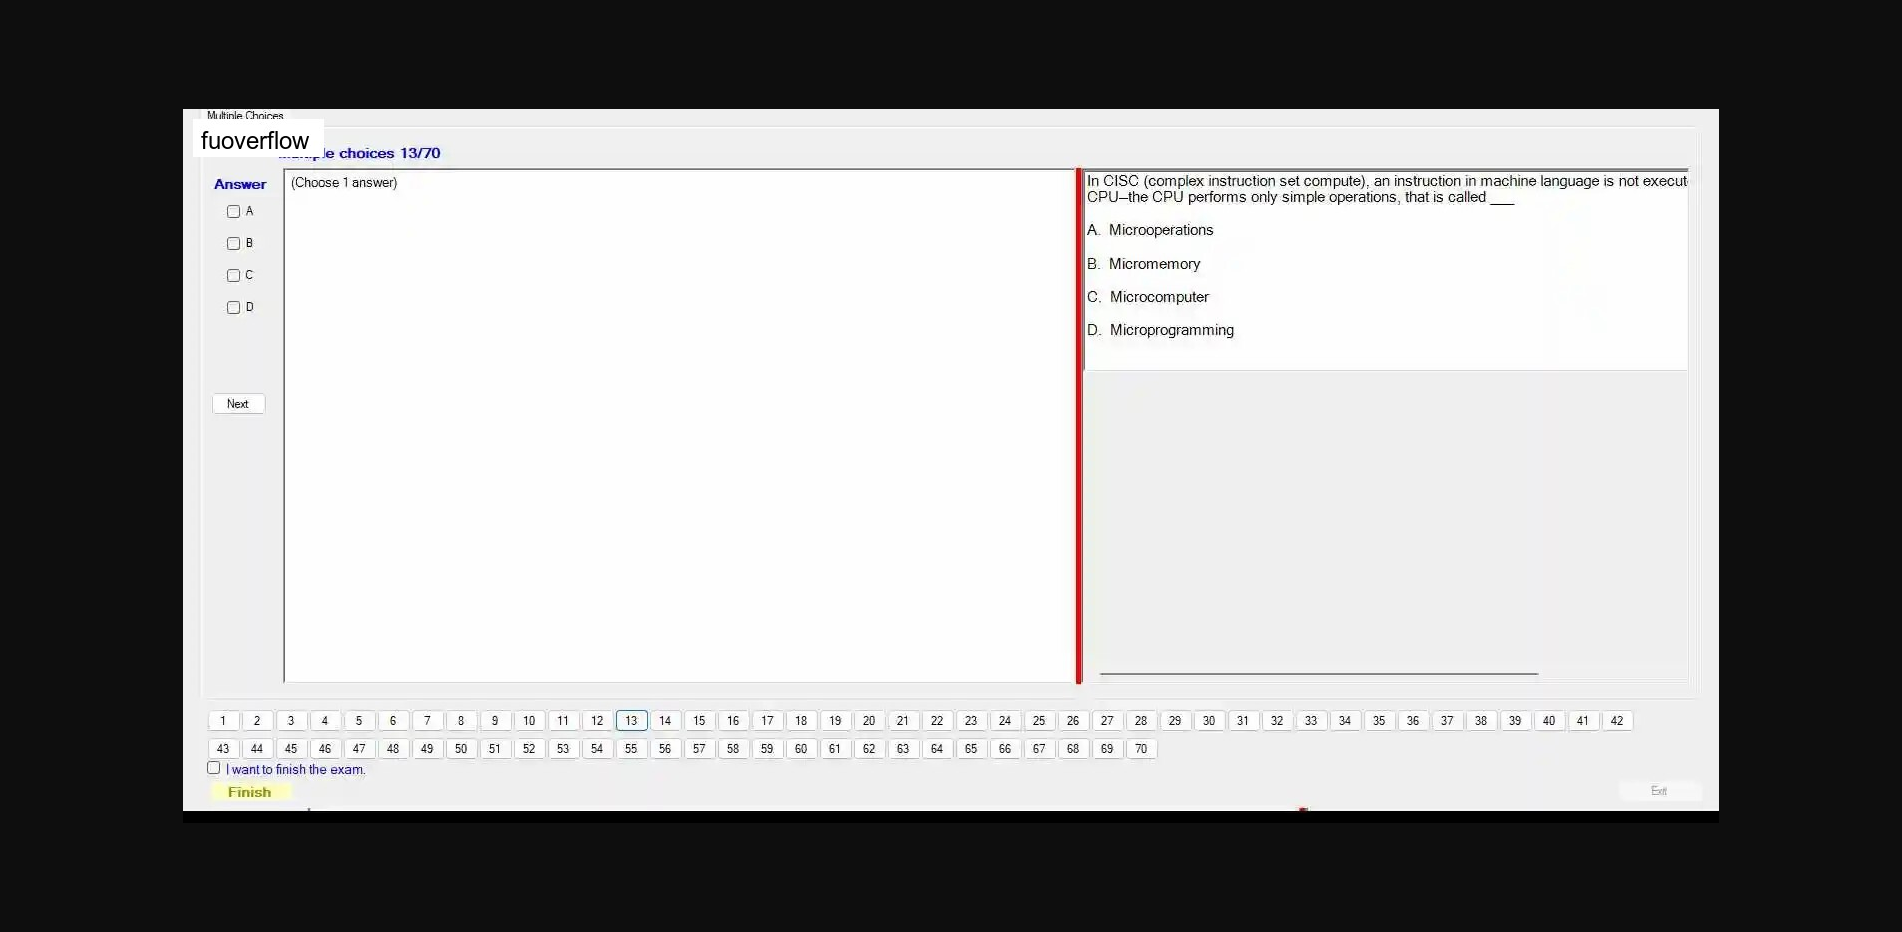 Multiple Choices
fuoverflow
choices 13/70
Answer
(Choose 1 answer)
A
B
C
D
Next
In CISC (complex instruction set compute), an instruction in machine language is not execut
CPU–the CPU performs only simple operations, that is called ___
A. Microoperations
B. Micromemory
C. Microcomputer
D. Microprogramming
1 2 3 4 5 6 7 8 9 10 11 12 13 14 15 16 17 18 19 20 21 22 23 24 25 26 27 28 29 30 31 32 33 34 35 36 37 38 39 40 41 42
43 44 45 46 47 48 49 50 51 52 53 54 55 56 57 58 59 60 61 62 63 64 65 66 67 68 69 70
I want to finish the exam.
Finish
Exit